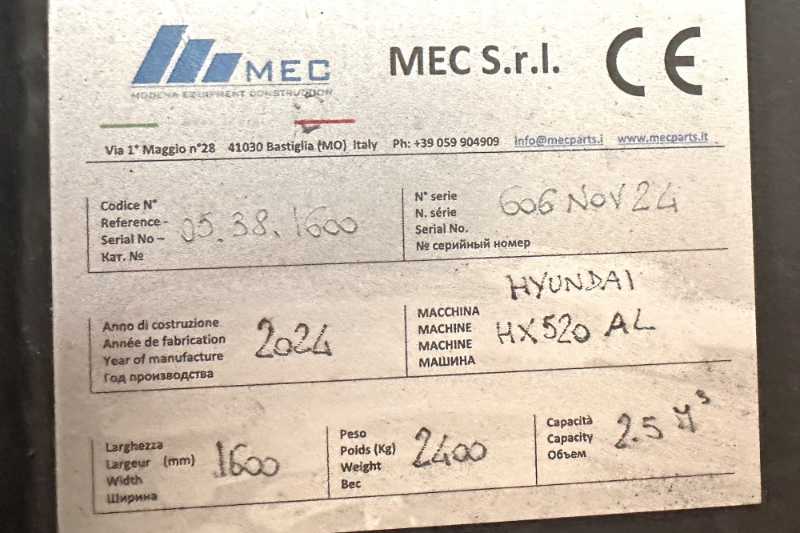 MEC
MODENA EQUIPMENT CONSTRUCTION
MEC S.r.l.
CE
Via 1° Maggio n°28 41030 Bastiglia (MO) Italy Ph: +39 059 904909 info@mecparts.i www.mecparts.it
Codice N°
Reference -
Serial No –
Кат. №
05.38.1600
N° serie
N. série
Serial No.
№ серийный номер
606 NOV 24
Anno di costruzione
Année de fabrication
Year of manufacture
Год производства
2024
MACCHINA
MACHINE
MACHINE
МАШИНА
HYUNDAI
HX520 AL
Larghezza
Largeur (mm)
Width
Ширина
1600
Peso
Poids (Kg)
Weight
Вес
2400
Capacità
Capacity
Объем
2.5 M³